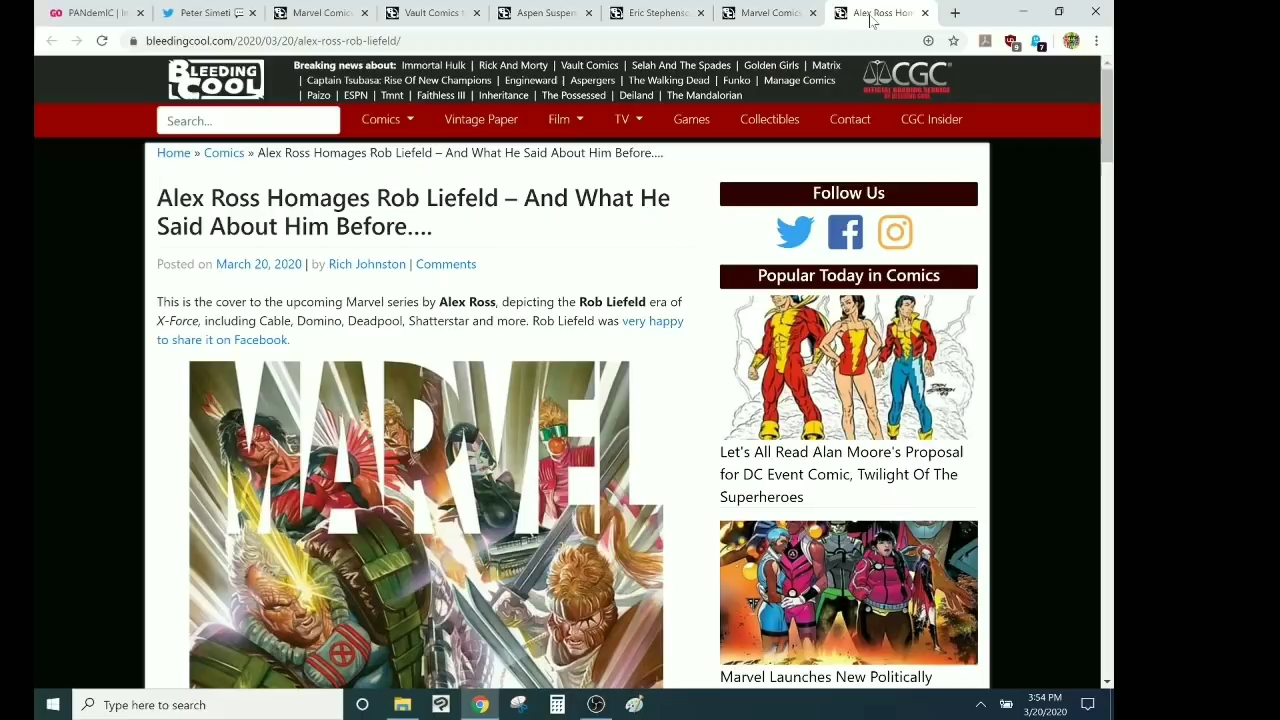 PANdemIC | In
Peter Simeti
Marvel Comic
Vault Comics t
Aspen Suspen
Eric Stephenso
Marvel Comic
Alex Ross Hom
bleedingcool.com/2020/03/20/alex-ross-rob-liefeld/
9
7
BLEEDING
COOL
Breaking news about: Immortal Hulk | Rick And Morty | Vault Comics | Selah And The Spades | Golden Girls | Matrix
| Captain Tsubasa: Rise Of New Champions | Engineward | Aspergers | The Walking Dead | Funko | Manage Comics
| Paizo | ESPN | Tmnt | Faithless III | Inheritance | The Possessed | Deiland | The Mandalorian
CGC
Search...
Comics
Vintage Paper
Film
TV
Games
Collectibles
Contact
CGC Insider
Home » Comics » Alex Ross Homages Rob Liefeld – And What He Said About Him Before....
Alex Ross Homages Rob Liefeld – And What He
Said About Him Before....
Posted on March 20, 2020 | by Rich Johnston | Comments
This is the cover to the upcoming Marvel series by Alex Ross, depicting the Rob Liefeld era of
X-Force, including Cable, Domino, Deadpool, Shatterstar and more. Rob Liefeld was very happy
to share it on Facebook.
MARVEL
Follow Us
Popular Today in Comics
Let's All Read Alan Moore's Proposal
for DC Event Comic, Twilight Of The
Superheroes
Marvel Launches New Politically
Type here to search
3:54 PM
3/20/2020